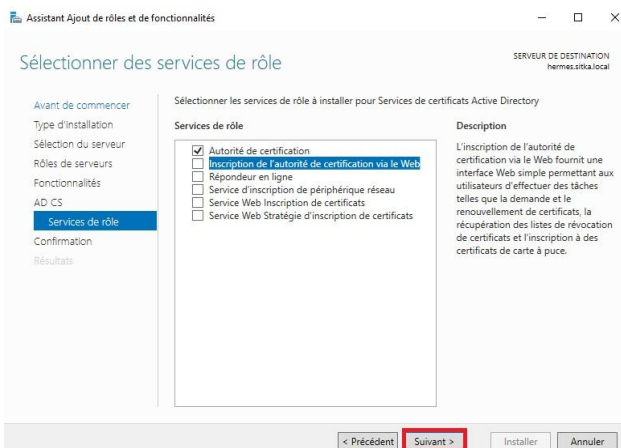 Assistant Ajout de rôles et de fonctionnalités
Sélectionner des services de rôle
SERVEUR DE DESTINATION
hermes.sitka.local
Avant de commencer
Type d'installation
Sélection du serveur
Rôles de serveurs
Fonctionnalités
AD CS
Services de rôle
Confirmation
Résultats
Sélectionner les services de rôle à installer pour Services de certificats Active Directory
Services de rôle
Autorité de certification
Inscription de l'autorité de certification via le Web
Répondeur en ligne
Service d'inscription de périphérique réseau
Service Web Inscription de certificats
Service Web Stratégie d'inscription de certificats
Description
L'inscription de l'autorité de
certification via le Web fournit une
interface Web simple permettant aux
utilisateurs d'effectuer des tâches
telles que la demande et le
renouvellement de certificats, la
récupération des listes de révocation
de certificats et l'inscription à des
certificats de carte à puce.
< Précédent
Suivant >
Installer
Annuler